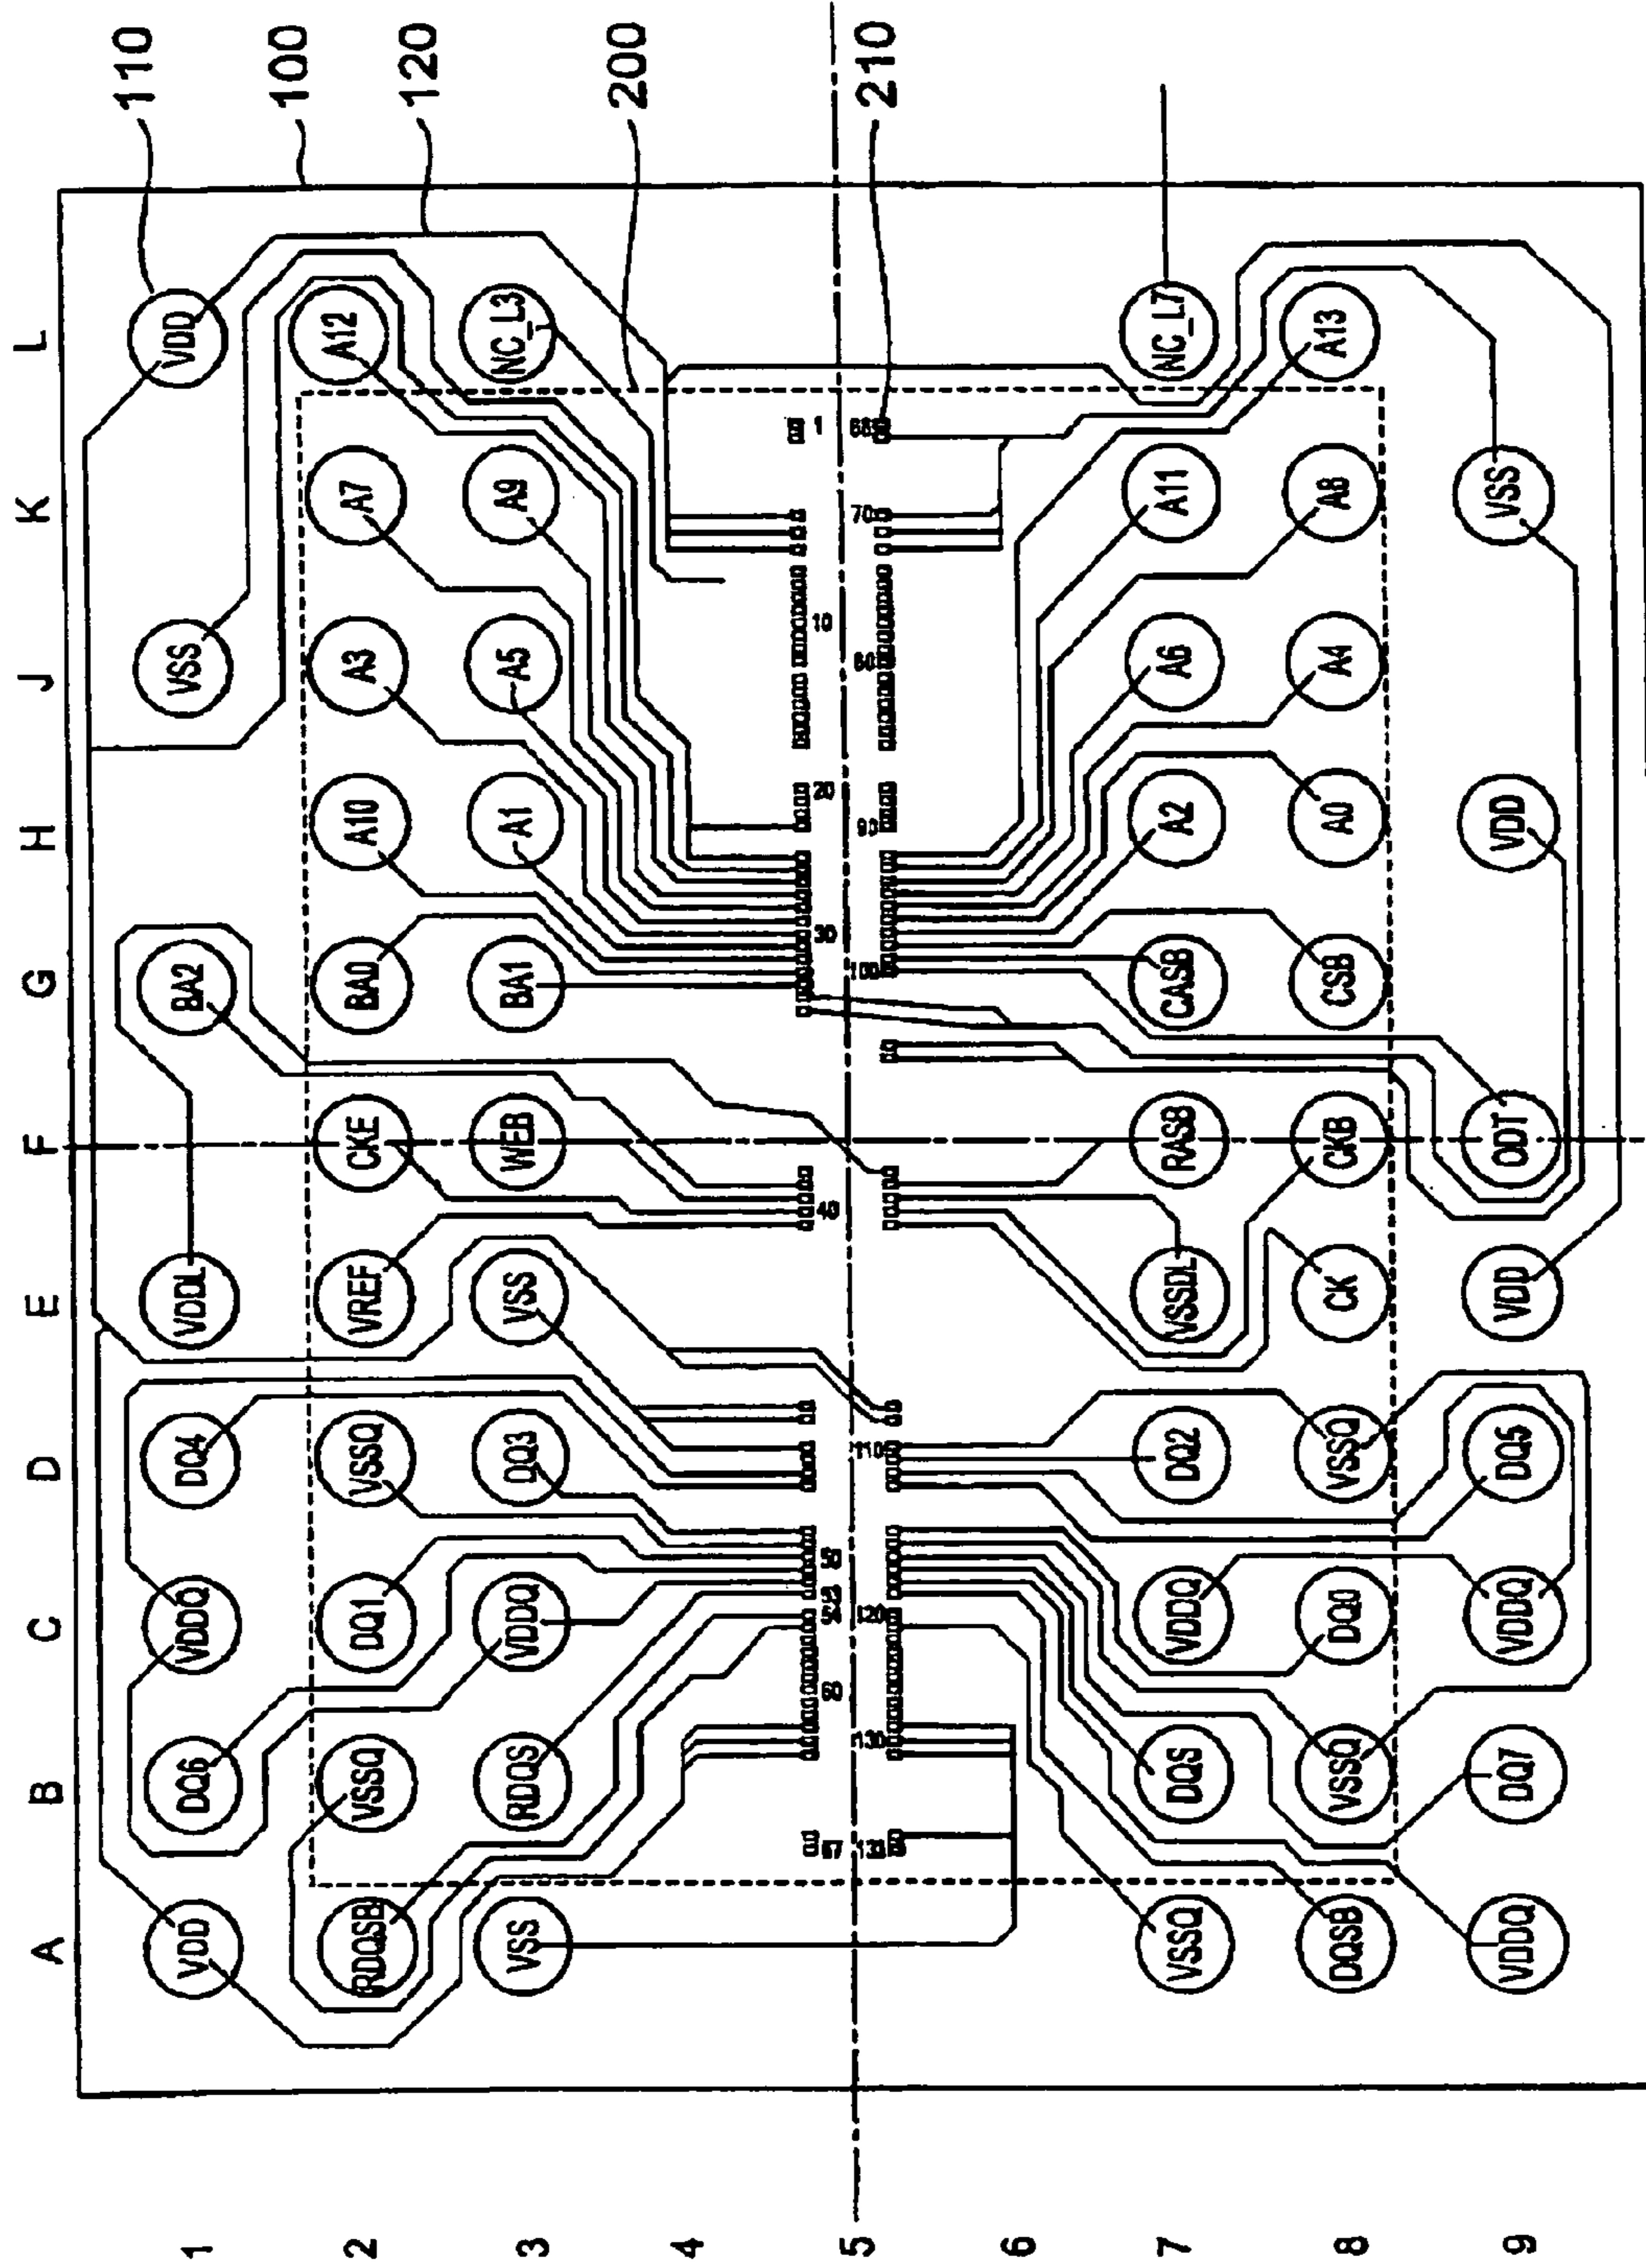 A B C D E F G H J K L
110
100
120
200
210
1 VDD DQ6 VDDQ DQ4 VDDL BA2 VSS VDD
2 RDQSB VSSQ DQ1 VSSQ VREF CKE BA0 A10 A3 A7 A12
3 VSS RDQS VDDQ DQ3 VSS WEB BA1 A1 A5 A9 NC_L3
4
67 60 54 53 50 40 30 20 10 1
5
130 120 110 100 70
6
7 VSSQ DQS VDDQ DQ2 VSSDL RASB CASB A2 A6 A11 NC_L7
8 DQSB VSSQ DQ0 VSSQ CK CKB CSB A0 A4 A8 A13
9 VDDQ DQ7 VDDQ DQ5 VDD ODT VDD VSS